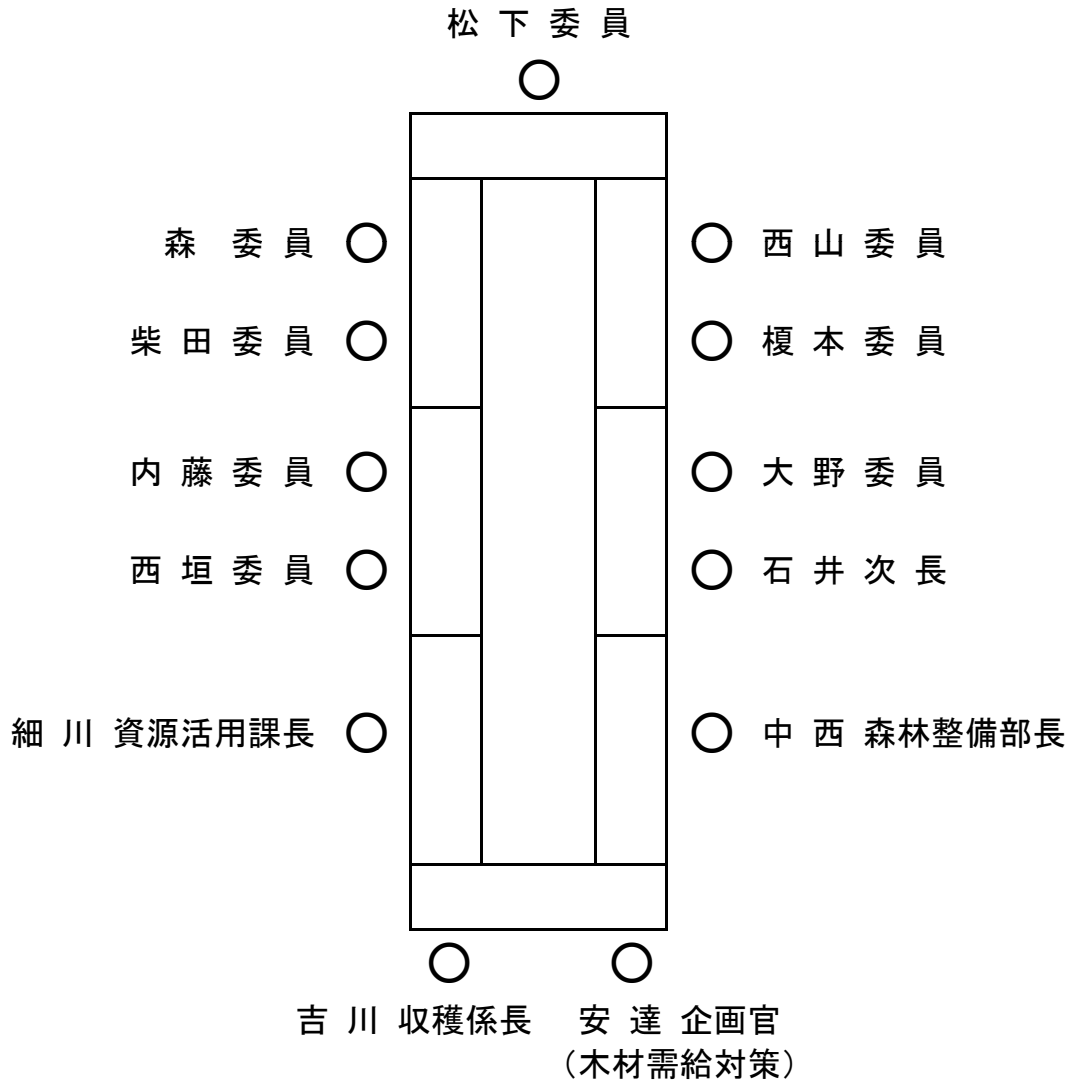 松下委員
森 委員
西山委員
柴田委員
榎本委員
内藤委員
大野委員
西垣委員
石井次長
細川 資源活用課長
中西 森林整備部長
吉川 収穫係長
安達 企画官
（木材需給対策）